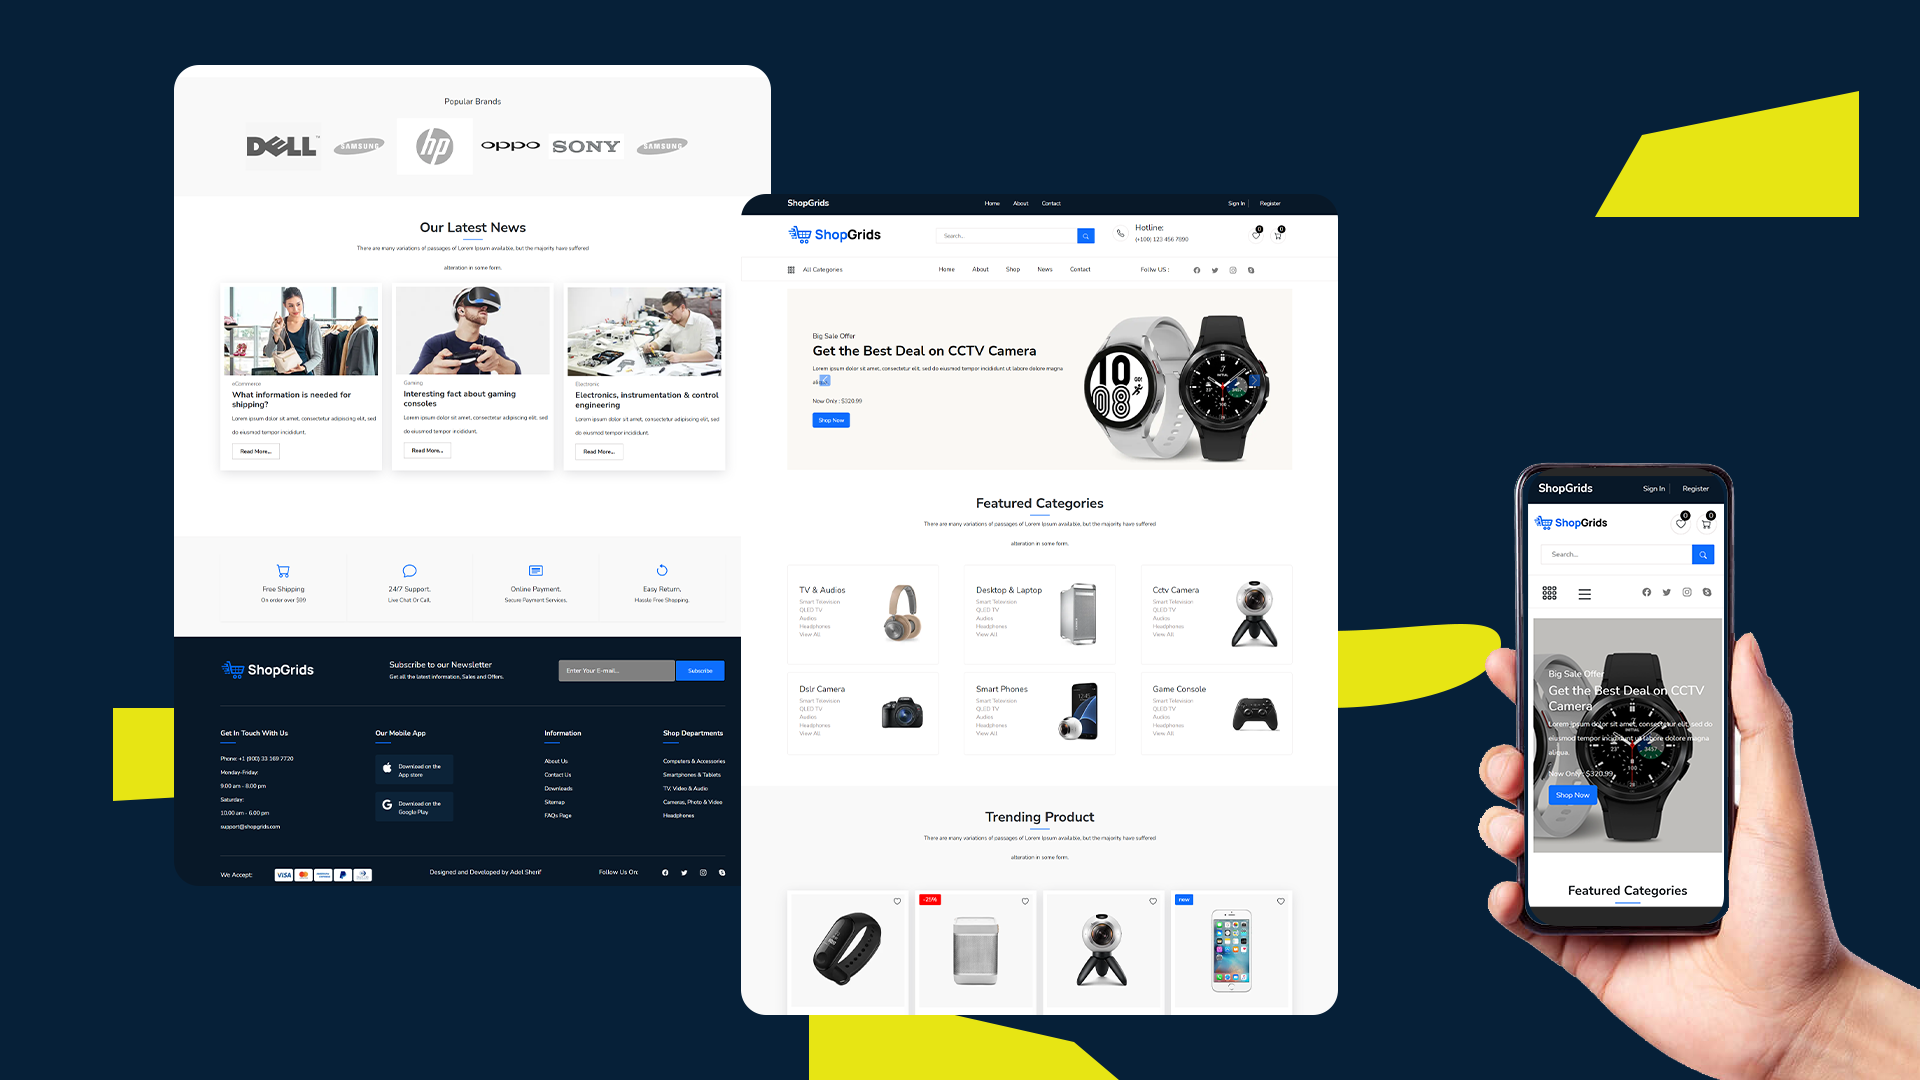 Popular Brands
DELL™
SAMSUNG
hp
oppo
SONY
SAMSUNG
Our Latest News
There are many variations of passages of Lorem Ipsum available, but the majority have suffered
alteration in some form.
eCommerce
What information is needed for
shipping?
Lorem ipsum dolor sit amet, consectetur adipiscing elit, sed
do eiusmod tempor incididunt.
Read More...
Gaming
Interesting fact about gaming
consoles
Lorem ipsum dolor sit amet, consectetur adipiscing elit, sed
do eiusmod tempor incididunt.
Read More...
Electronic
Electronics, instrumentation & control
engineering
Lorem ipsum dolor sit amet, consectetur adipiscing elit, sed
do eiusmod tempor incididunt.
Read More...
Free Shipping
On order over $99
24/7 Support.
Live Chat Or Call.
Online Payment.
Secure Payment Services.
Easy Return.
Hassle Free Shopping.
ShopGrids
Subscribe to our Newsletter
Get all the latest information, Sales and Offers.
Enter Your E-mail...
Subscribe
Get In Touch With Us
Phone: +1 (900) 33 169 7720
Monday-Friday:
9.00 am - 8.00 pm
Saturday:
10.00 am - 6.00 pm
support@shopgrids.com
Our Mobile App
Download on the
App store
Download on the
Google Play
Information
About Us
Contact Us
Downloads
Sitemap
FAQs Page
Shop Departments
Computers & Accessories
Smartphones & Tablets
TV, Video & Audio
Cameras, Photo & Video
Headphones
We Accept:
VISA
Designed and Developed by Adel Sherif
Follow Us On:
ShopGrids
Home
About
Contact
Sign In
Register
ShopGrids
Search..
Hotline:
(+100) 123 456 7890
0
0
All Categories
Home
About
Shop
News
Contact
Follw US :
Big Sale Offer
Get the Best Deal on CCTV Camera
Lorem ipsum dolor sit amet, consectetur elit, sed do eiusmod tempor incididunt ut labore dolore magna
Now Only : $320.99
Shop Now
10
08
GO!
Featured Categories
There are many variations of passages of Lorem Ipsum available, but the majority have suffered
alteration in some form.
TV & Audios
Smart Television
QLED TV
Audios
Headphones
View All
Desktop & Laptop
Smart Television
QLED TV
Audios
Headphones
View All
Cctv Camera
Smart Television
QLED TV
Audios
Headphones
View All
Dslr Camera
Smart Television
QLED TV
Audios
Headphones
View All
Smart Phones
Smart Television
QLED TV
Audios
Headphones
View All
Game Console
Smart Television
QLED TV
Audios
Headphones
View All
Trending Product
There are many variations of passages of Lorem Ipsum available, but the majority have suffered
alteration in some form.
-25%
new
ShopGrids
Sign In
Register
ShopGrids
0
0
Search...
Big Sale Offer
Get the Best Deal on CCTV
Camera
Lorem ipsum dolor sit amet, consectetur elit, sed do
eiusmod tempor incididunt ut labore dolore magna
aliqua.
Now Only : $320.99
Shop Now
Featured Categories